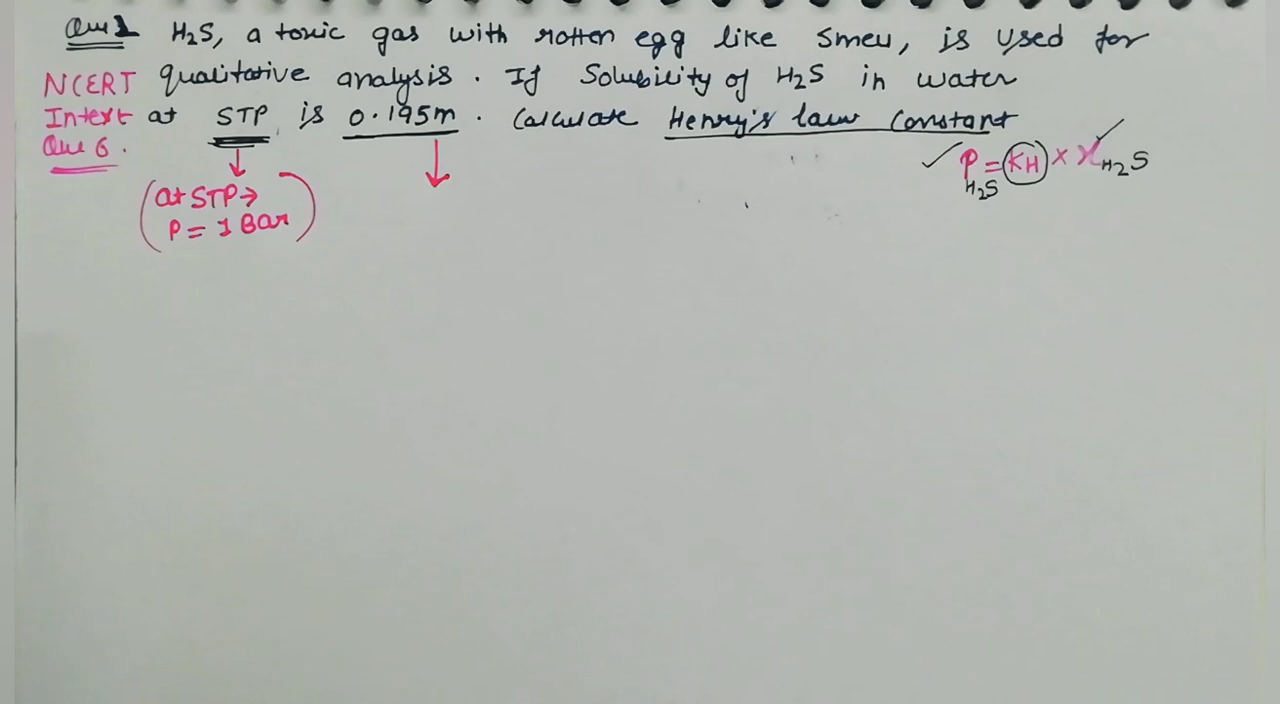 Que 1 H2S, a toxic gas with rotten egg like smell, is used for
NCERT qualitative analysis. If Solubility of H2S in water
Intext at STP is 0.195m. Calculate Henry's law Constant
Que 6.
P H2S = KH × x H2S
(at STP→
P = 1 Bar)